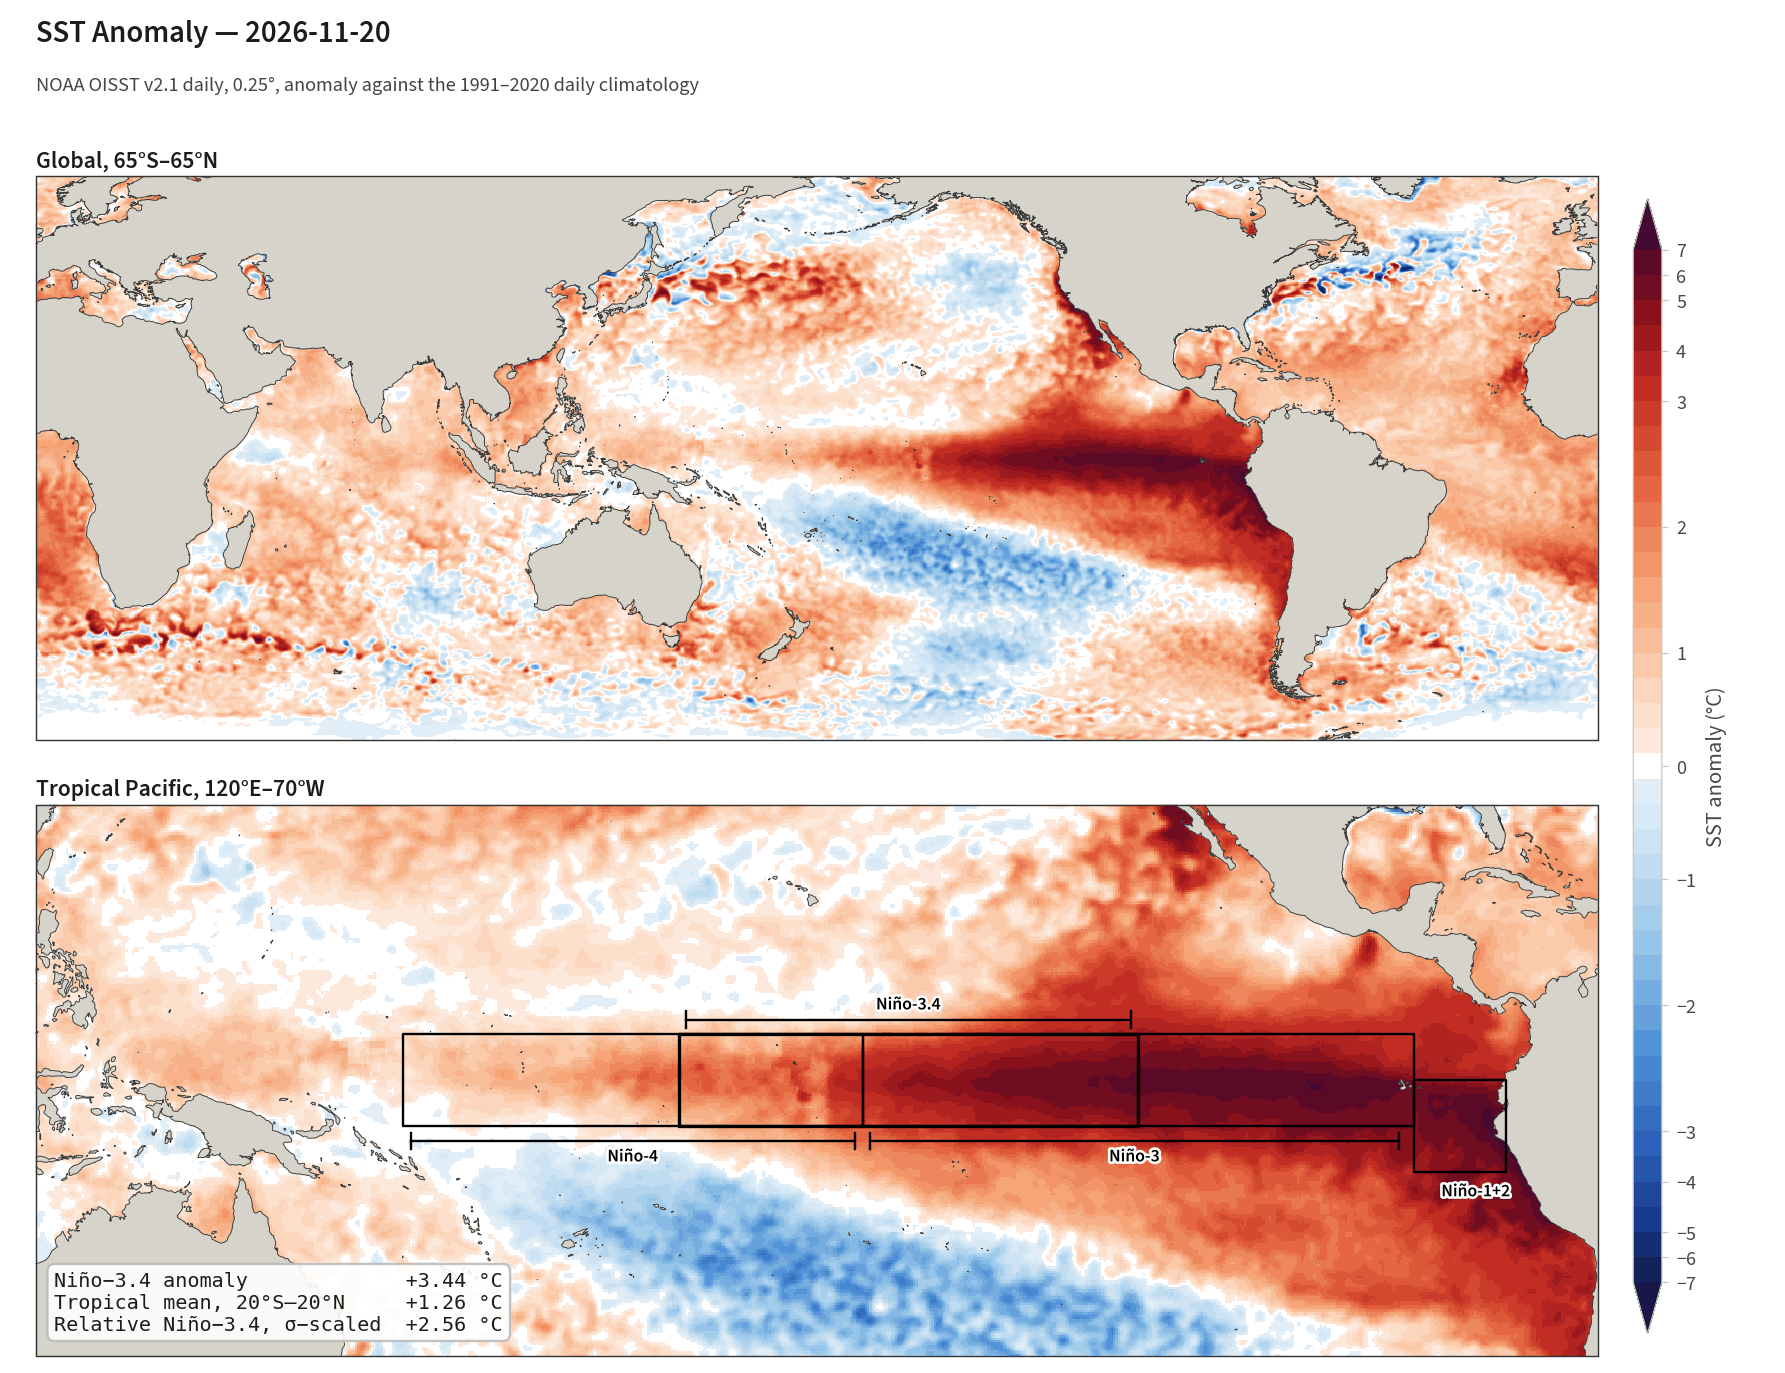 SST Anomaly — 2026-11-20
NOAA OISST v2.1 daily, 0.25°, anomaly against the 1991–2020 daily climatology
Global, 65°S–65°N
7
6
5
4
3
2
1
0
−1
−2
−3
−4
−5
−6
−7
SST anomaly (°C)
Tropical Pacific, 120°E–70°W
Niño-3.4
Niño-4
Niño-3
Niño-1+2
Niño−3.4 anomaly +3.44 °C
Tropical mean, 20°S–20°N +1.26 °C
Relative Niño−3.4, σ−scaled +2.56 °C